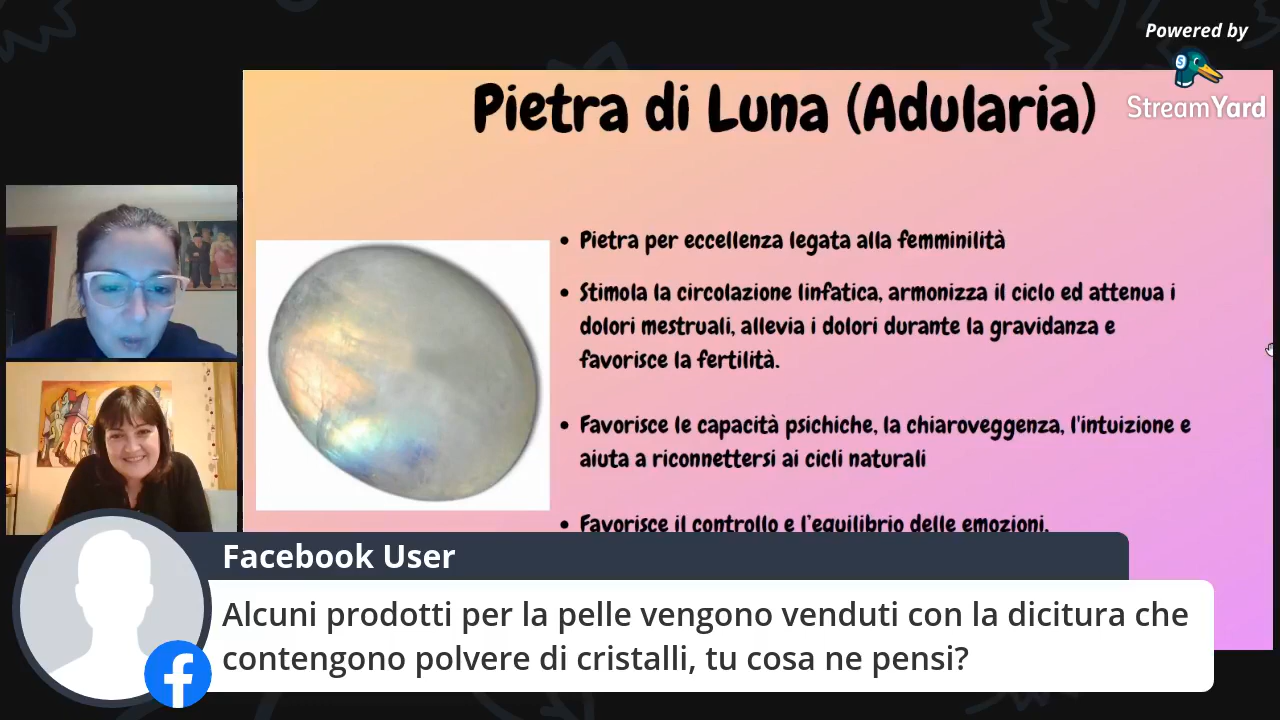 Powered by
StreamYard
Pietra di Luna (Adularia)
• Pietra per eccellenza legata alla femminilità
• Stimola la circolazione linfatica, armonizza il ciclo ed attenua i
dolori mestruali, allevia i dolori durante la gravidanza e
favorisce la fertilità.
• Favorisce le capacità psichiche, la chiaroveggenza, l'intuizione e
aiuta a riconnettersi ai cicli naturali
• Favorisce il controllo e l'equilibrio delle emozioni.
Facebook User
Alcuni prodotti per la pelle vengono venduti con la dicitura che
contengono polvere di cristalli, tu cosa ne pensi?